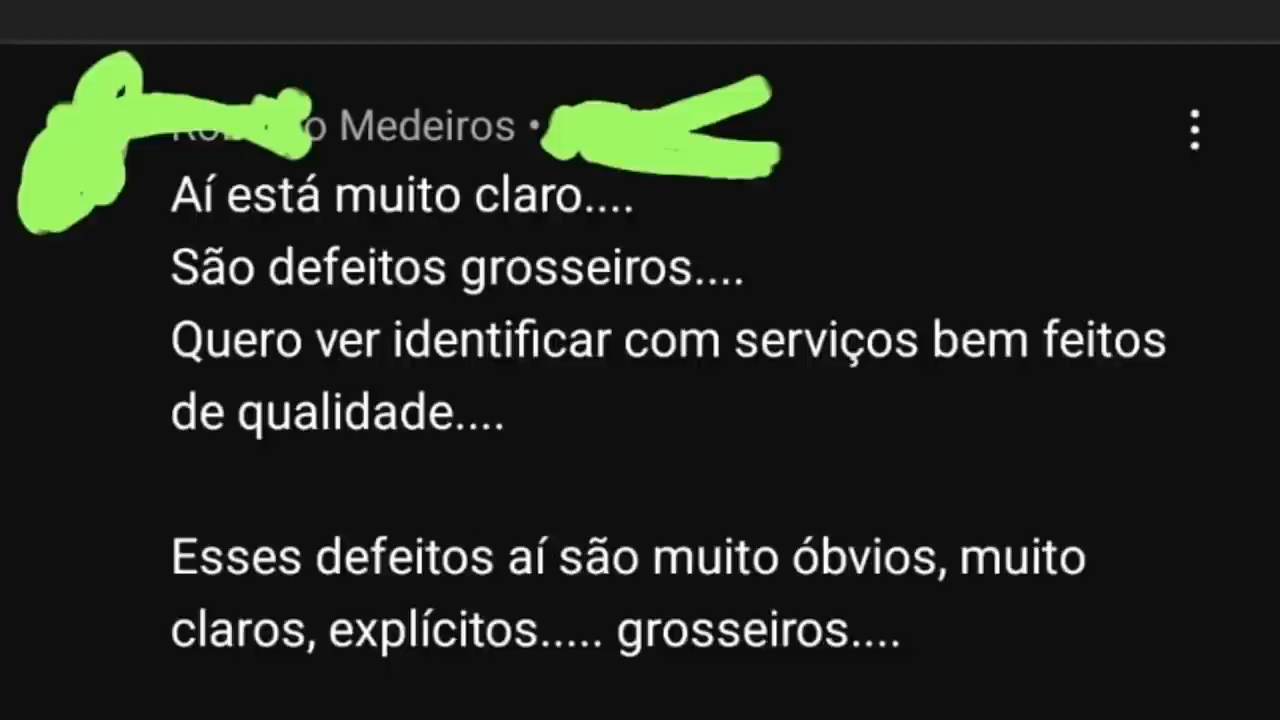 Medeiros •
Aí está muito claro....
São defeitos grosseiros....
Quero ver identificar com serviços bem feitos
de qualidade....
Esses defeitos aí são muito óbvios, muito
claros, explícitos..... grosseiros....